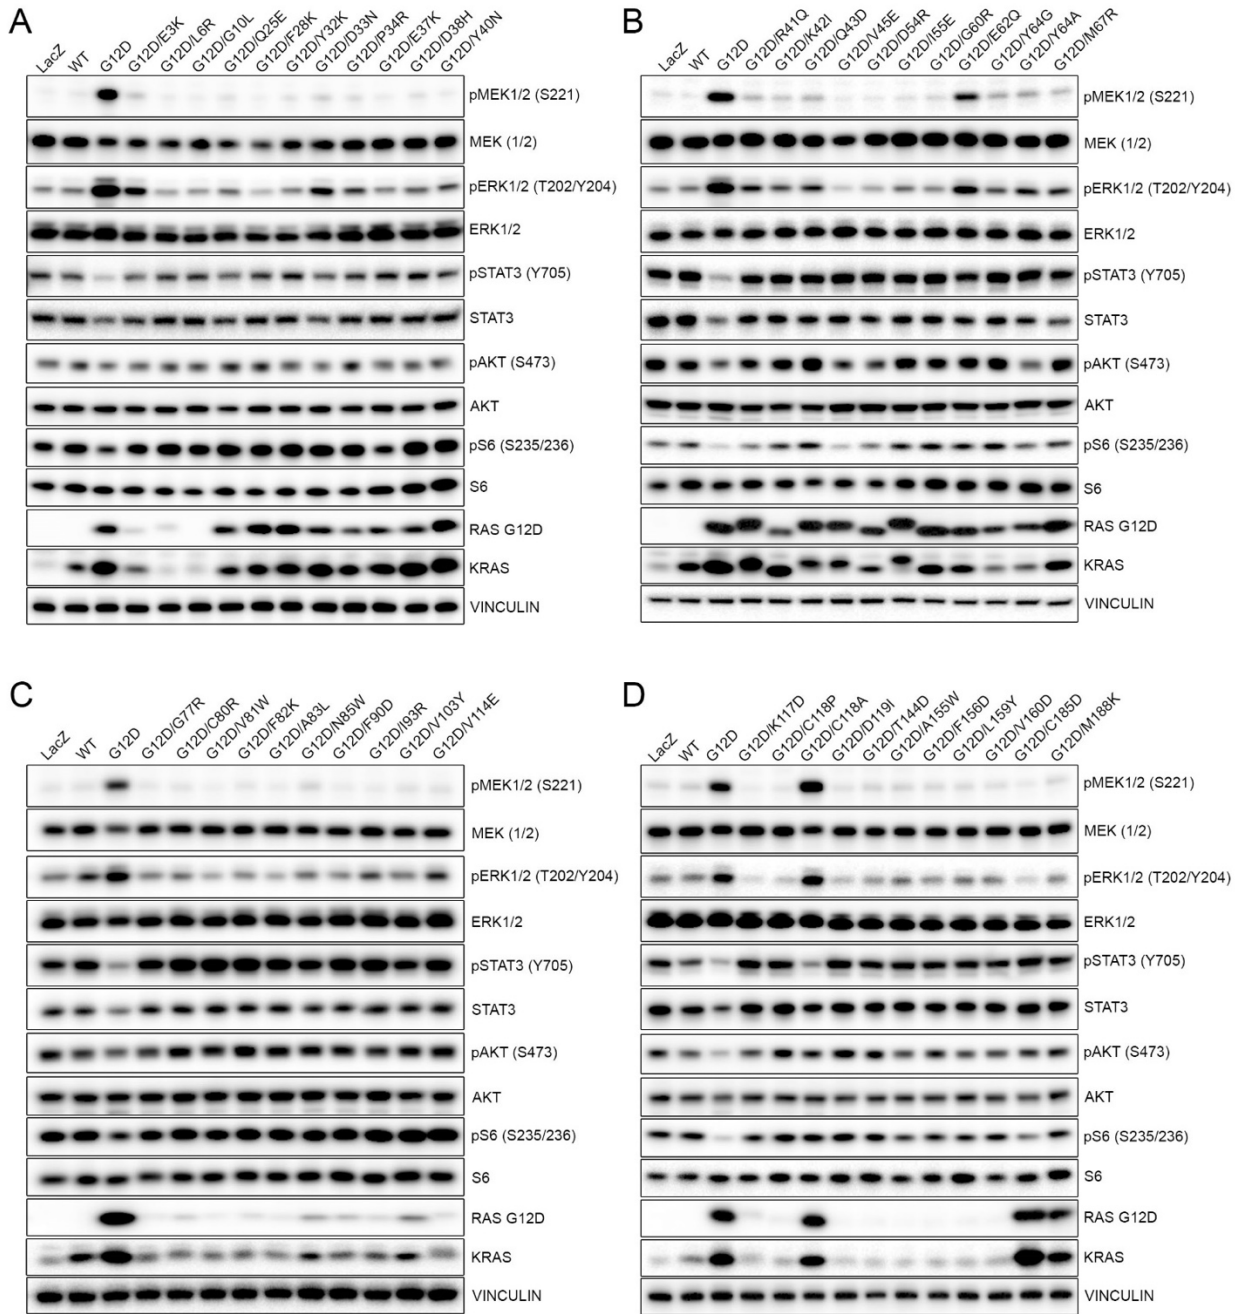 A
LacZ
WT
G12D
G12D/E3K
G12D/L6R
G12D/G10L
G12D/Q25E
G12D/F28K
G12D/Y32K
G12D/D33N
G12D/P34R
G12D/E37K
G12D/D38H
G12D/Y40N
pMEK1/2 (S221)
MEK (1/2)
pERK1/2 (T202/Y204)
ERK1/2
pSTAT3 (Y705)
STAT3
pAKT (S473)
AKT
pS6 (S235/236)
S6
RAS G12D
KRAS
VINCULIN
B
LacZ
WT
G12D
G12D/R41Q
G12D/K42I
G12D/Q43D
G12D/V45E
G12D/D54R
G12D/I55E
G12D/G60R
G12D/E62Q
G12D/Y64G
G12D/Y64A
G12D/M67R
pMEK1/2 (S221)
MEK (1/2)
pERK1/2 (T202/Y204)
ERK1/2
pSTAT3 (Y705)
STAT3
pAKT (S473)
AKT
pS6 (S235/236)
S6
RAS G12D
KRAS
VINCULIN
C
LacZ
WT
G12D
G12D/G77R
G12D/C80R
G12D/V81W
G12D/F82K
G12D/A83L
G12D/N85W
G12D/F90D
G12D/I93R
G12D/V103Y
G12D/V114E
pMEK1/2 (S221)
MEK (1/2)
pERK1/2 (T202/Y204)
ERK1/2
pSTAT3 (Y705)
STAT3
pAKT (S473)
AKT
pS6 (S235/236)
S6
RAS G12D
KRAS
VINCULIN
D
LacZ
WT
G12D
G12D/K117D
G12D/C118P
G12D/C118A
G12D/D119I
G12D/T144D
G12D/A155W
G12D/F156D
G12D/L159Y
G12D/V160D
G12D/C185D
G12D/M188K
pMEK1/2 (S221)
MEK (1/2)
pERK1/2 (T202/Y204)
ERK1/2
pSTAT3 (Y705)
STAT3
pAKT (S473)
AKT
pS6 (S235/236)
S6
RAS G12D
KRAS
VINCULIN